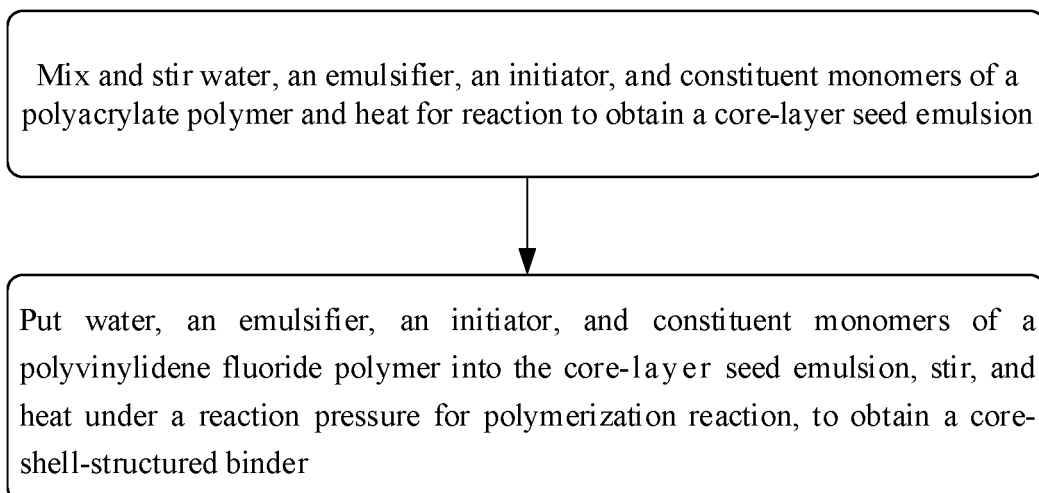 Mix and stir water, an emulsifier, an initiator, and constituent monomers of a
polyacrylate polymer and heat for reaction to obtain a core-layer seed emulsion
Put water, an emulsifier, an initiator, and constituent monomers of a
polyvinylidene fluoride polymer into the core-layer seed emulsion, stir, and
heat under a reaction pressure for polymerization reaction, to obtain a core-
shell-structured binder